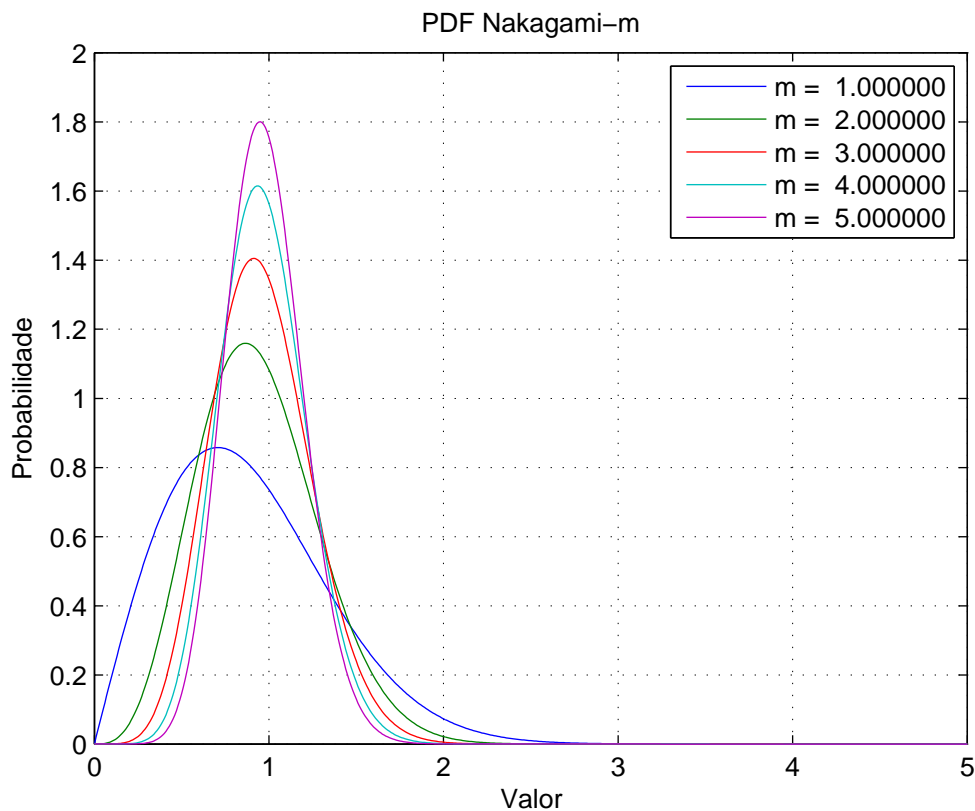 PDF Nakagami−m
2
1.8
1.6
1.4
1.2
1
0.8
0.6
0.4
0.2
0
Probabilidade
m = 1.000000
m = 2.000000
m = 3.000000
m = 4.000000
m = 5.000000
0 1 2 3 4 5
Valor